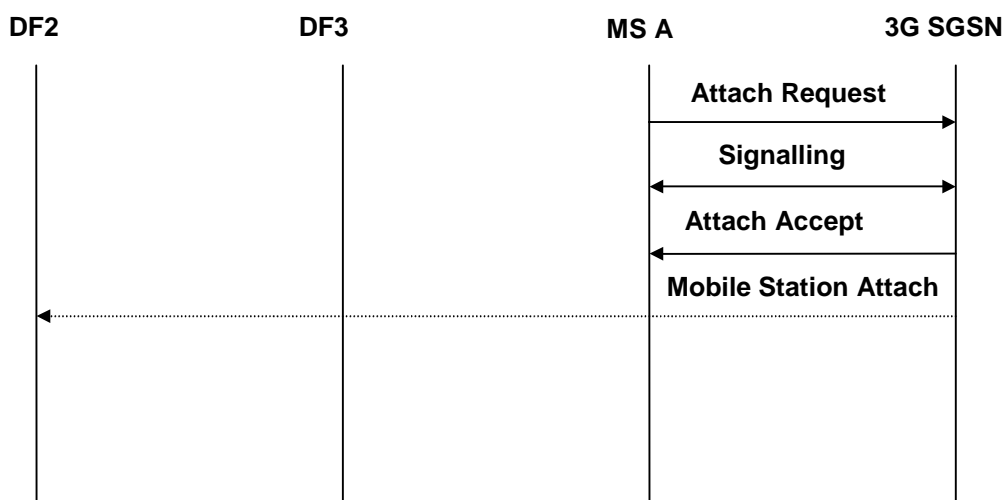 DF2 DF3 MS A 3G SGSN
Attach Request
Signalling
Attach Accept
Mobile Station Attach